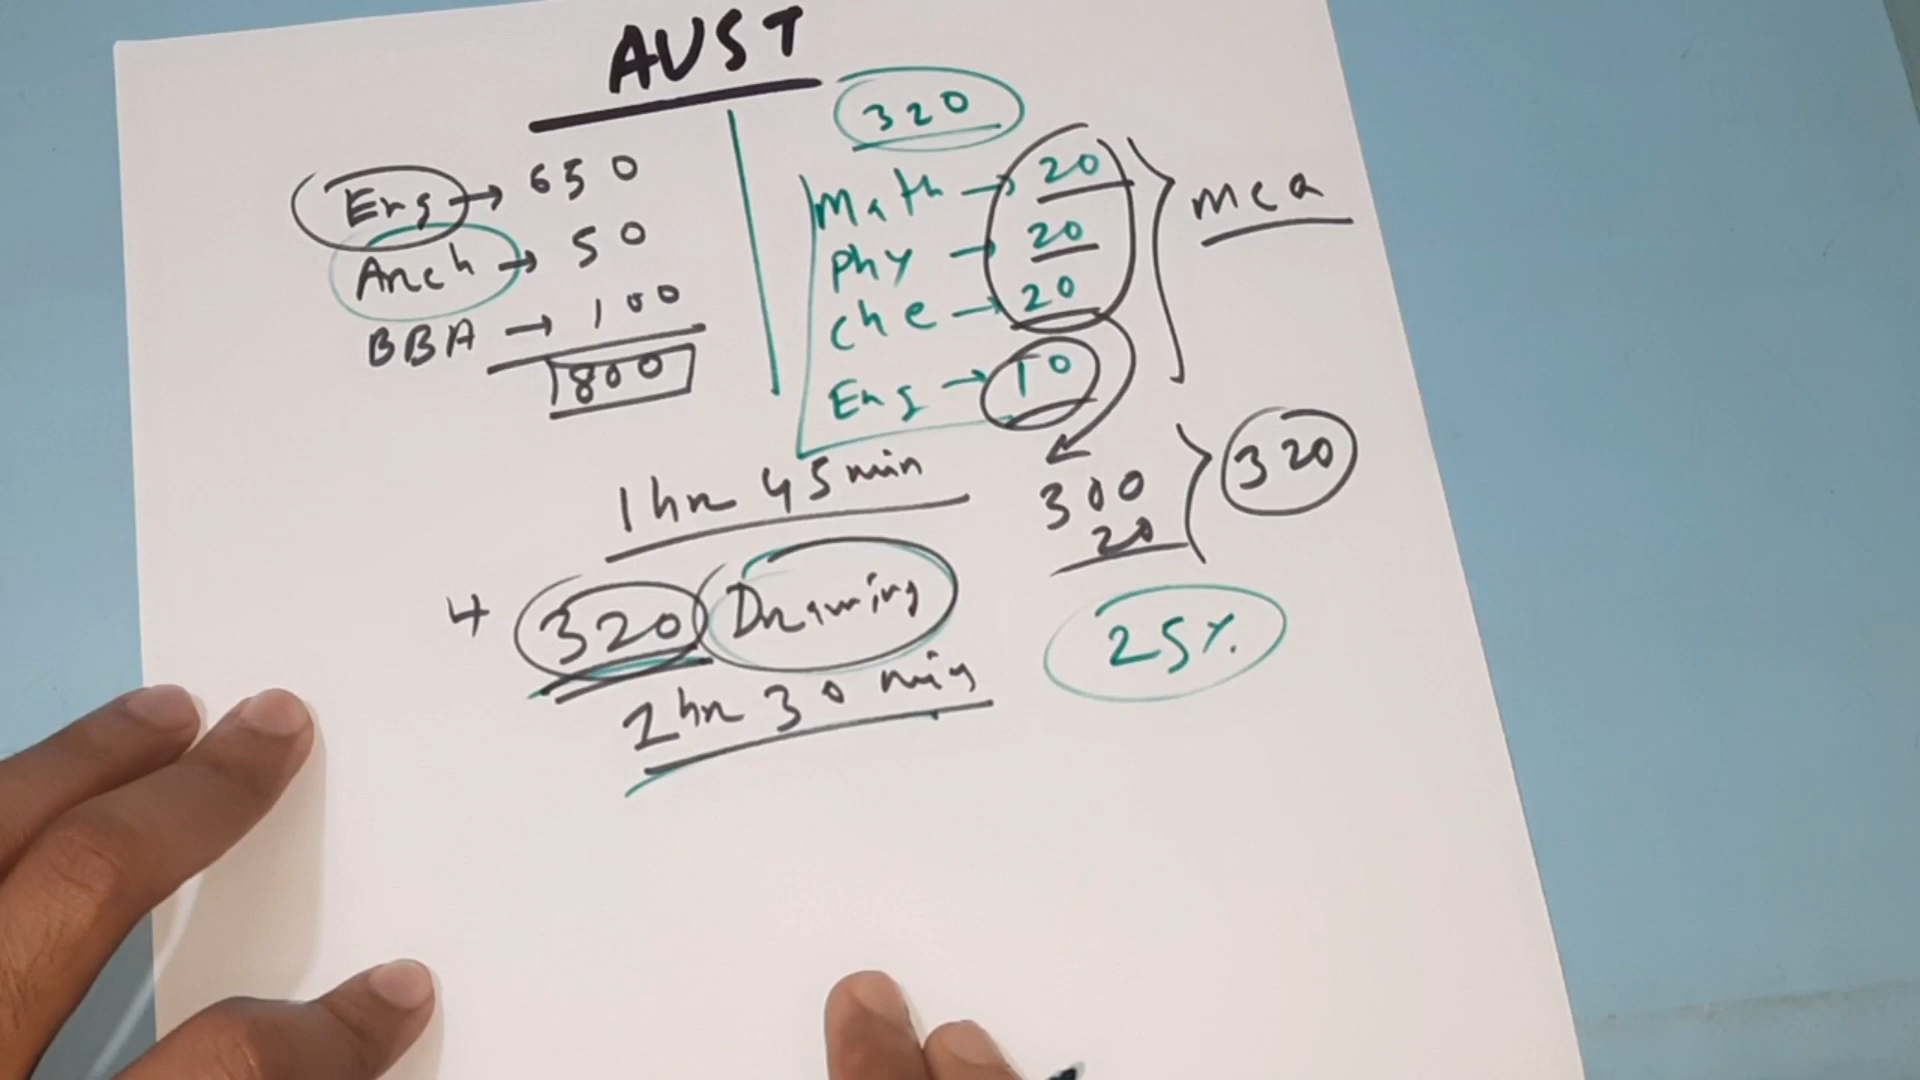 AUST
Eng → 650
Arch → 50
BBA → 100
800
320
Math → 20
Phy → 20
Che → 20
Eng → 10
mcq
300
20
320
1 hr 45 min
4 320 Drawing
2 hr 30 min
25%